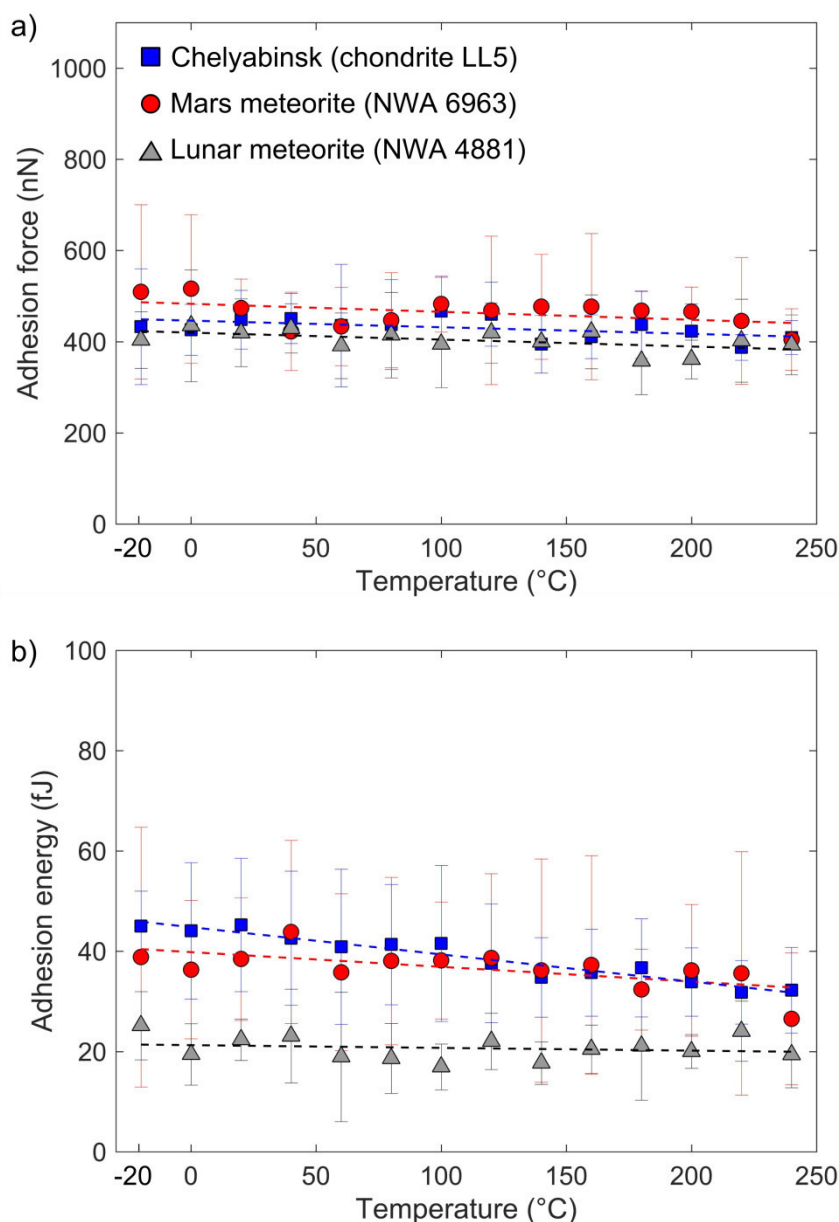 a)
1000
800
600
400
200
0
Adhesion force (nN)
Chelyabinsk (chondrite LL5)
Mars meteorite (NWA 6963)
Lunar meteorite (NWA 4881)
-20 0 50 100 150 200 250
Temperature (°C)
b)
100
80
60
40
20
0
Adhesion energy (fJ)
-20 0 50 100 150 200 250
Temperature (°C)